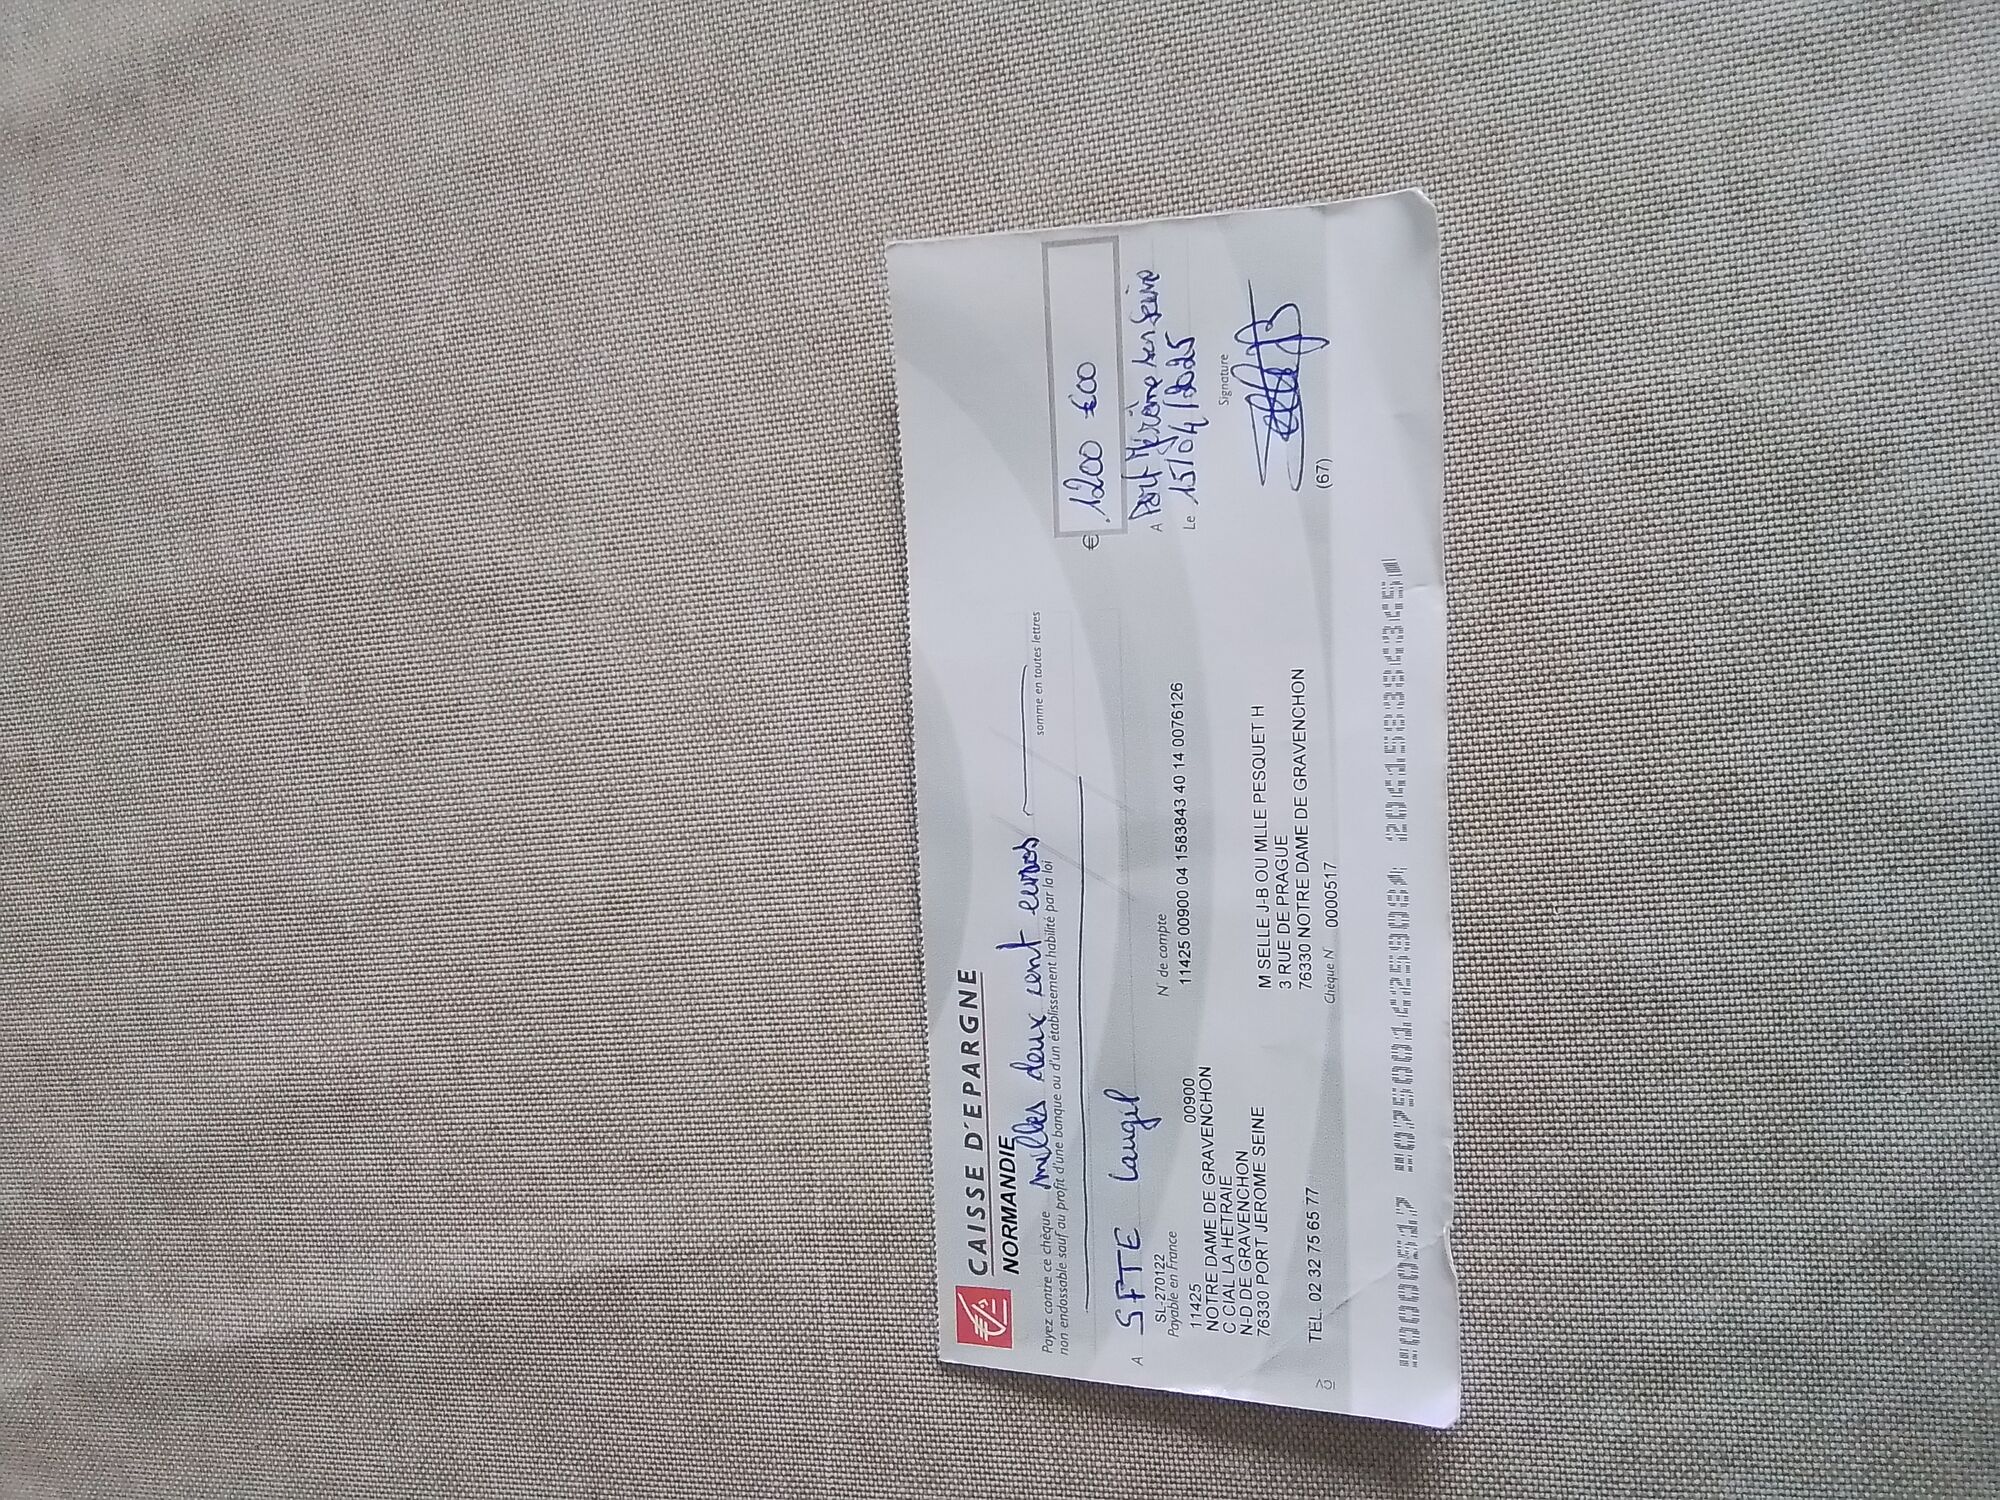 CAISSE D'EPARGNE
NORMANDIE
Payez contre ce chèque milles deux cent euros
non endossable sauf au profit d'une banque ou d'un établissement habilité par la loi
somme en toutes lettres
€ 1200 €00
A SFTE Laugel
A Port Jérôme sur Seine
Le 15/04/2025
SL-270122
Payable en France
N° de compte
11425 00900
11425 00900 04 1583843 40 14 0076126
NOTRE DAME DE GRAVENCHON
C CIAL LA HETRAIE
N-D DE GRAVENCHON
76330 PORT JEROME SEINE
TEL. 02 32 75 65 77
M SELLE J-B OU MLLE PESQUET H
3 RUE DE PRAGUE
76330 NOTRE DAME DE GRAVENCHON
Chèque N° 0000517
Signature
(67)